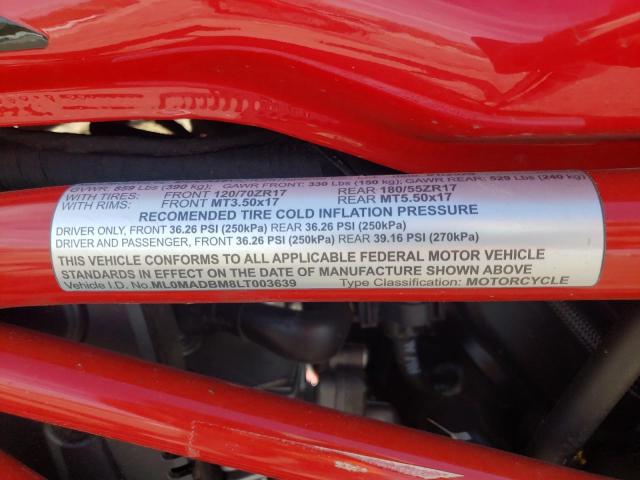 GVWR: 859 Lbs (390 kg); GAWR FRONT: 330 Lbs (150 kg); GAWR REAR: 529 Lbs (240 kg)
WITH TIRES: FRONT 120/70ZR17 REAR 180/55ZR17
WITH RIMS: FRONT MT3.50x17 REAR MT5.50x17
RECOMENDED TIRE COLD INFLATION PRESSURE
DRIVER ONLY, FRONT 36.26 PSI (250kPa) REAR 36.26 PSI (250kPa)
DRIVER AND PASSENGER, FRONT 36.26 PSI (250kPa) REAR 39.16 PSI (270kPa)
THIS VEHICLE CONFORMS TO ALL APPLICABLE FEDERAL MOTOR VEHICLE
STANDARDS IN EFFECT ON THE DATE OF MANUFACTURE SHOWN ABOVE
Vehicle I.D. No.ML0MADBM8LT003639 Type Classification: MOTORCYCLE